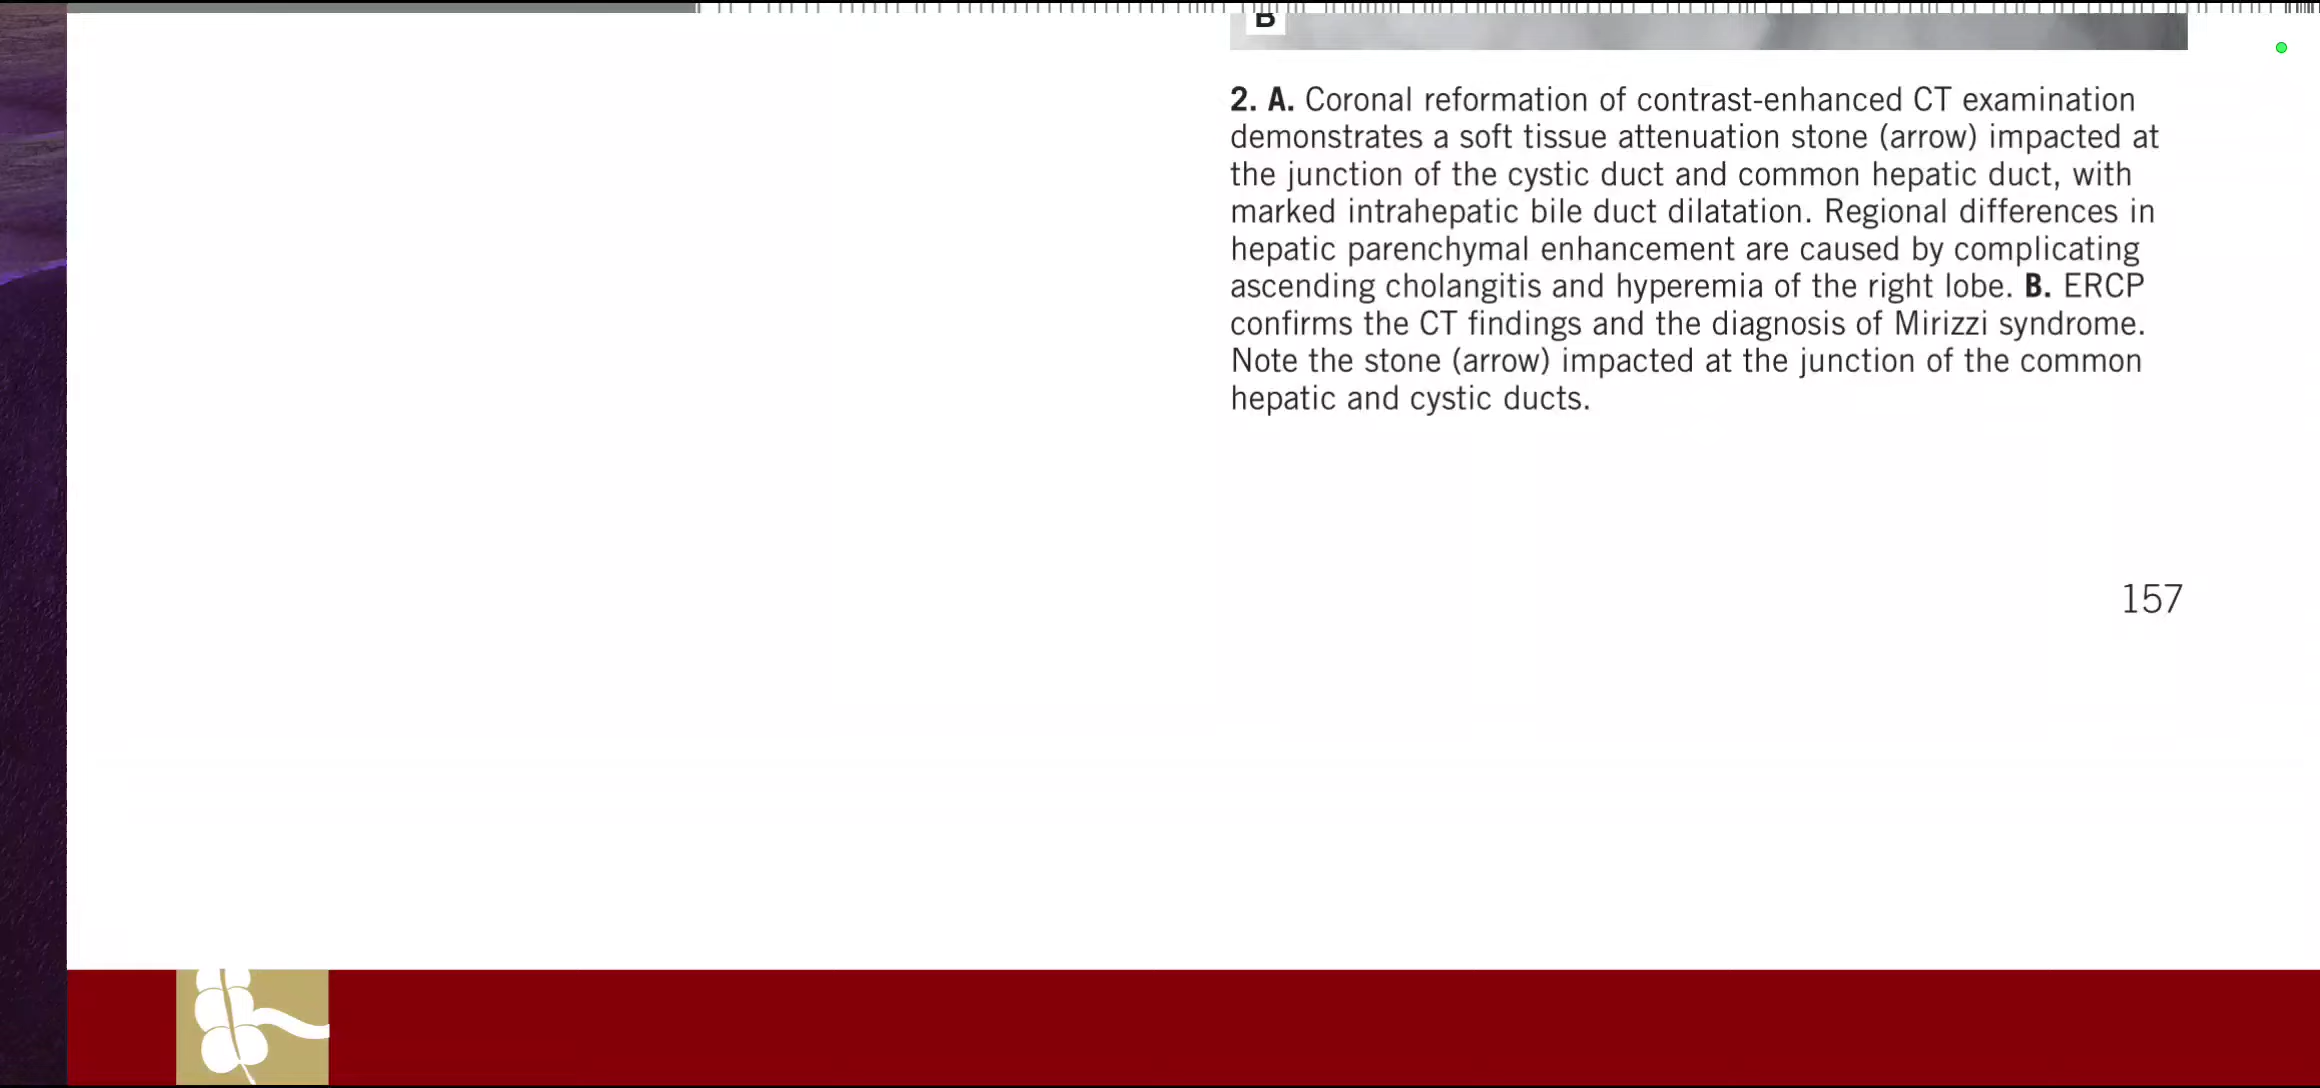 B
2. A. Coronal reformation of contrast-enhanced CT examination
demonstrates a soft tissue attenuation stone (arrow) impacted at
the junction of the cystic duct and common hepatic duct, with
marked intrahepatic bile duct dilatation. Regional differences in
hepatic parenchymal enhancement are caused by complicating
ascending cholangitis and hyperemia of the right lobe. B. ERCP
confirms the CT findings and the diagnosis of Mirizzi syndrome.
Note the stone (arrow) impacted at the junction of the common
hepatic and cystic ducts.
157